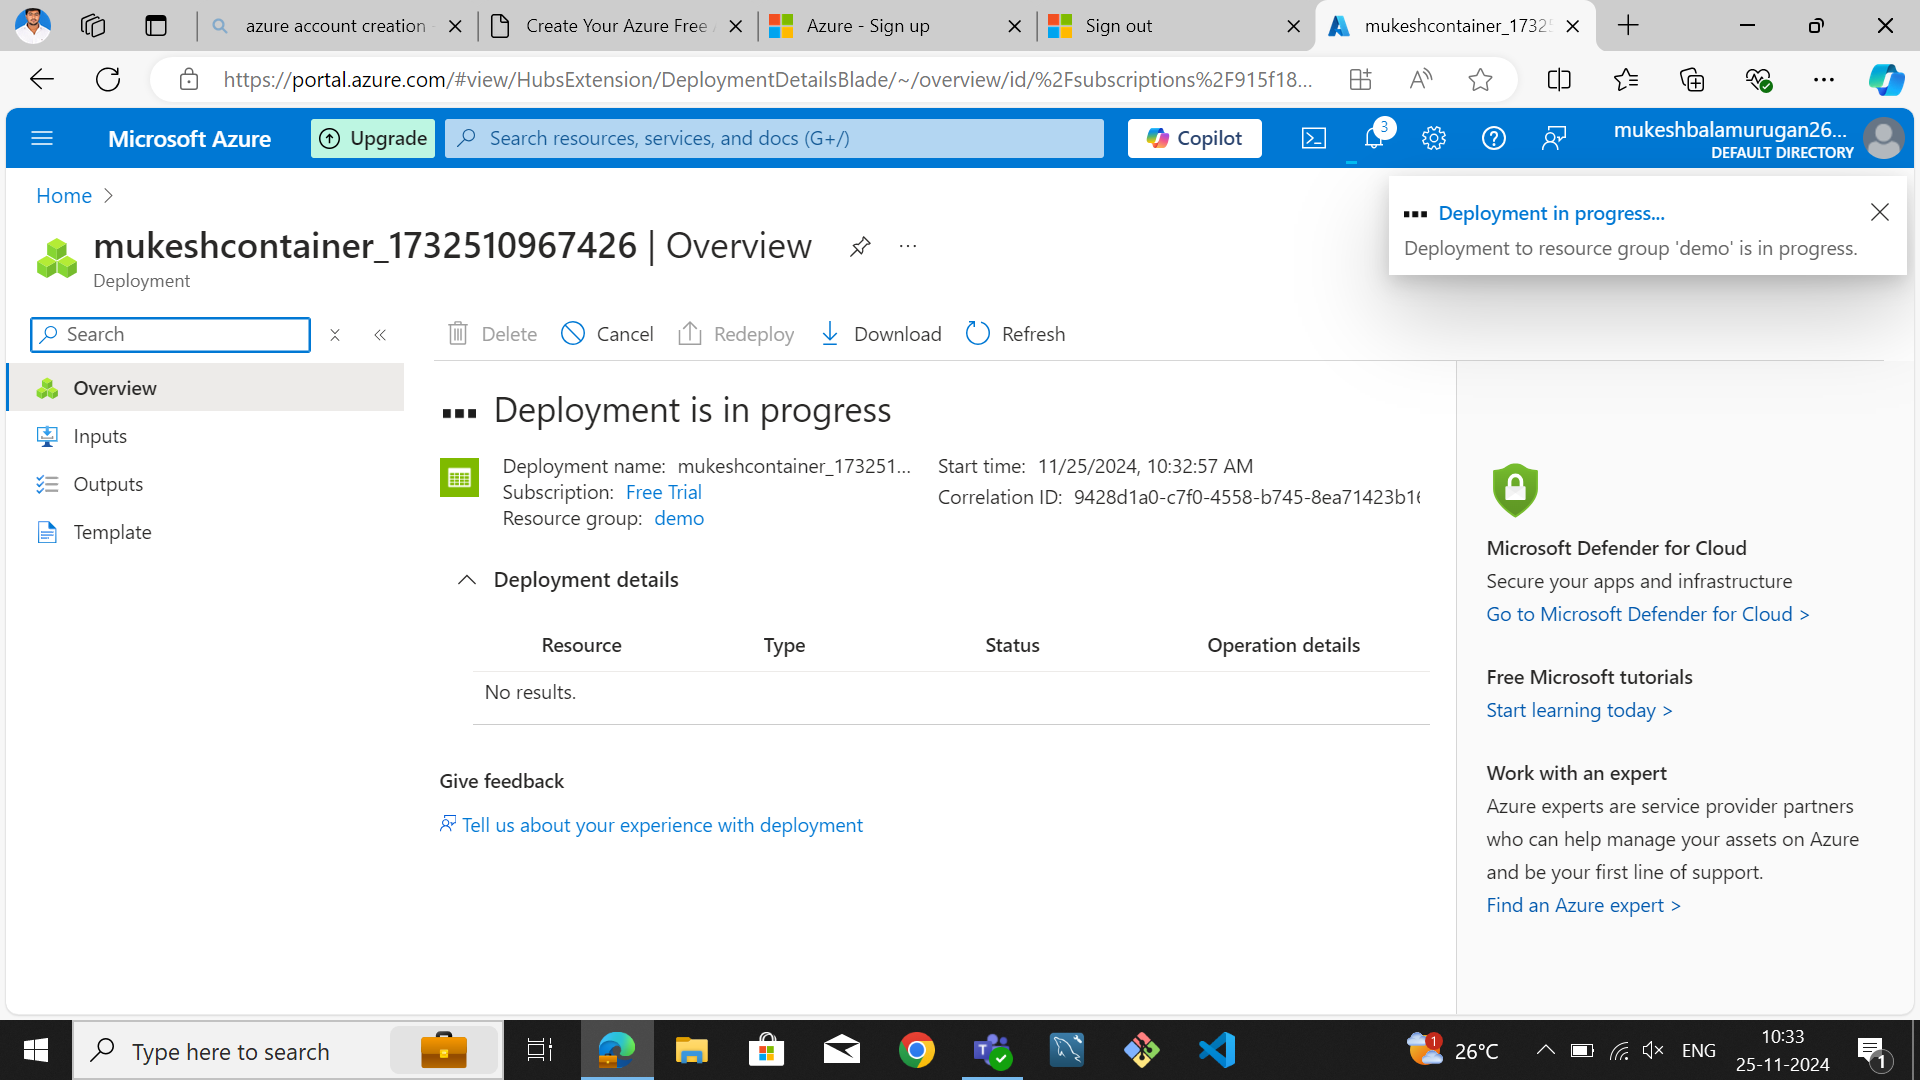 azure account creation
Create Your Azure Free
Azure - Sign up
Sign out
mukeshcontainer_1732
https://portal.azure.com/#view/HubsExtension/DeploymentDetailsBlade/~/overview/id/%2Fsubscriptions%2F915f18...
Microsoft Azure
Upgrade
Search resources, services, and docs (G+/)
Copilot
3
mukeshbalamurugan26...
DEFAULT DIRECTORY
Home
Deployment in progress...
Deployment to resource group 'demo' is in progress.
mukeshcontainer_1732510967426 | Overview
Deployment
Search
Delete
Cancel
Redeploy
Download
Refresh
Overview
Inputs
Outputs
Template
Deployment is in progress
Deployment name: mukeshcontainer_173251...
Subscription: Free Trial
Resource group: demo
Start time: 11/25/2024, 10:32:57 AM
Correlation ID: 9428d1a0-c7f0-4558-b745-8ea71423b16
Deployment details
Resource Type Status Operation details
No results.
Give feedback
Tell us about your experience with deployment
Microsoft Defender for Cloud
Secure your apps and infrastructure
Go to Microsoft Defender for Cloud >
Free Microsoft tutorials
Start learning today >
Work with an expert
Azure experts are service provider partners
who can help manage your assets on Azure
and be your first line of support.
Find an Azure expert >
Type here to search
1
26°C
ENG
10:33
25-11-2024
1